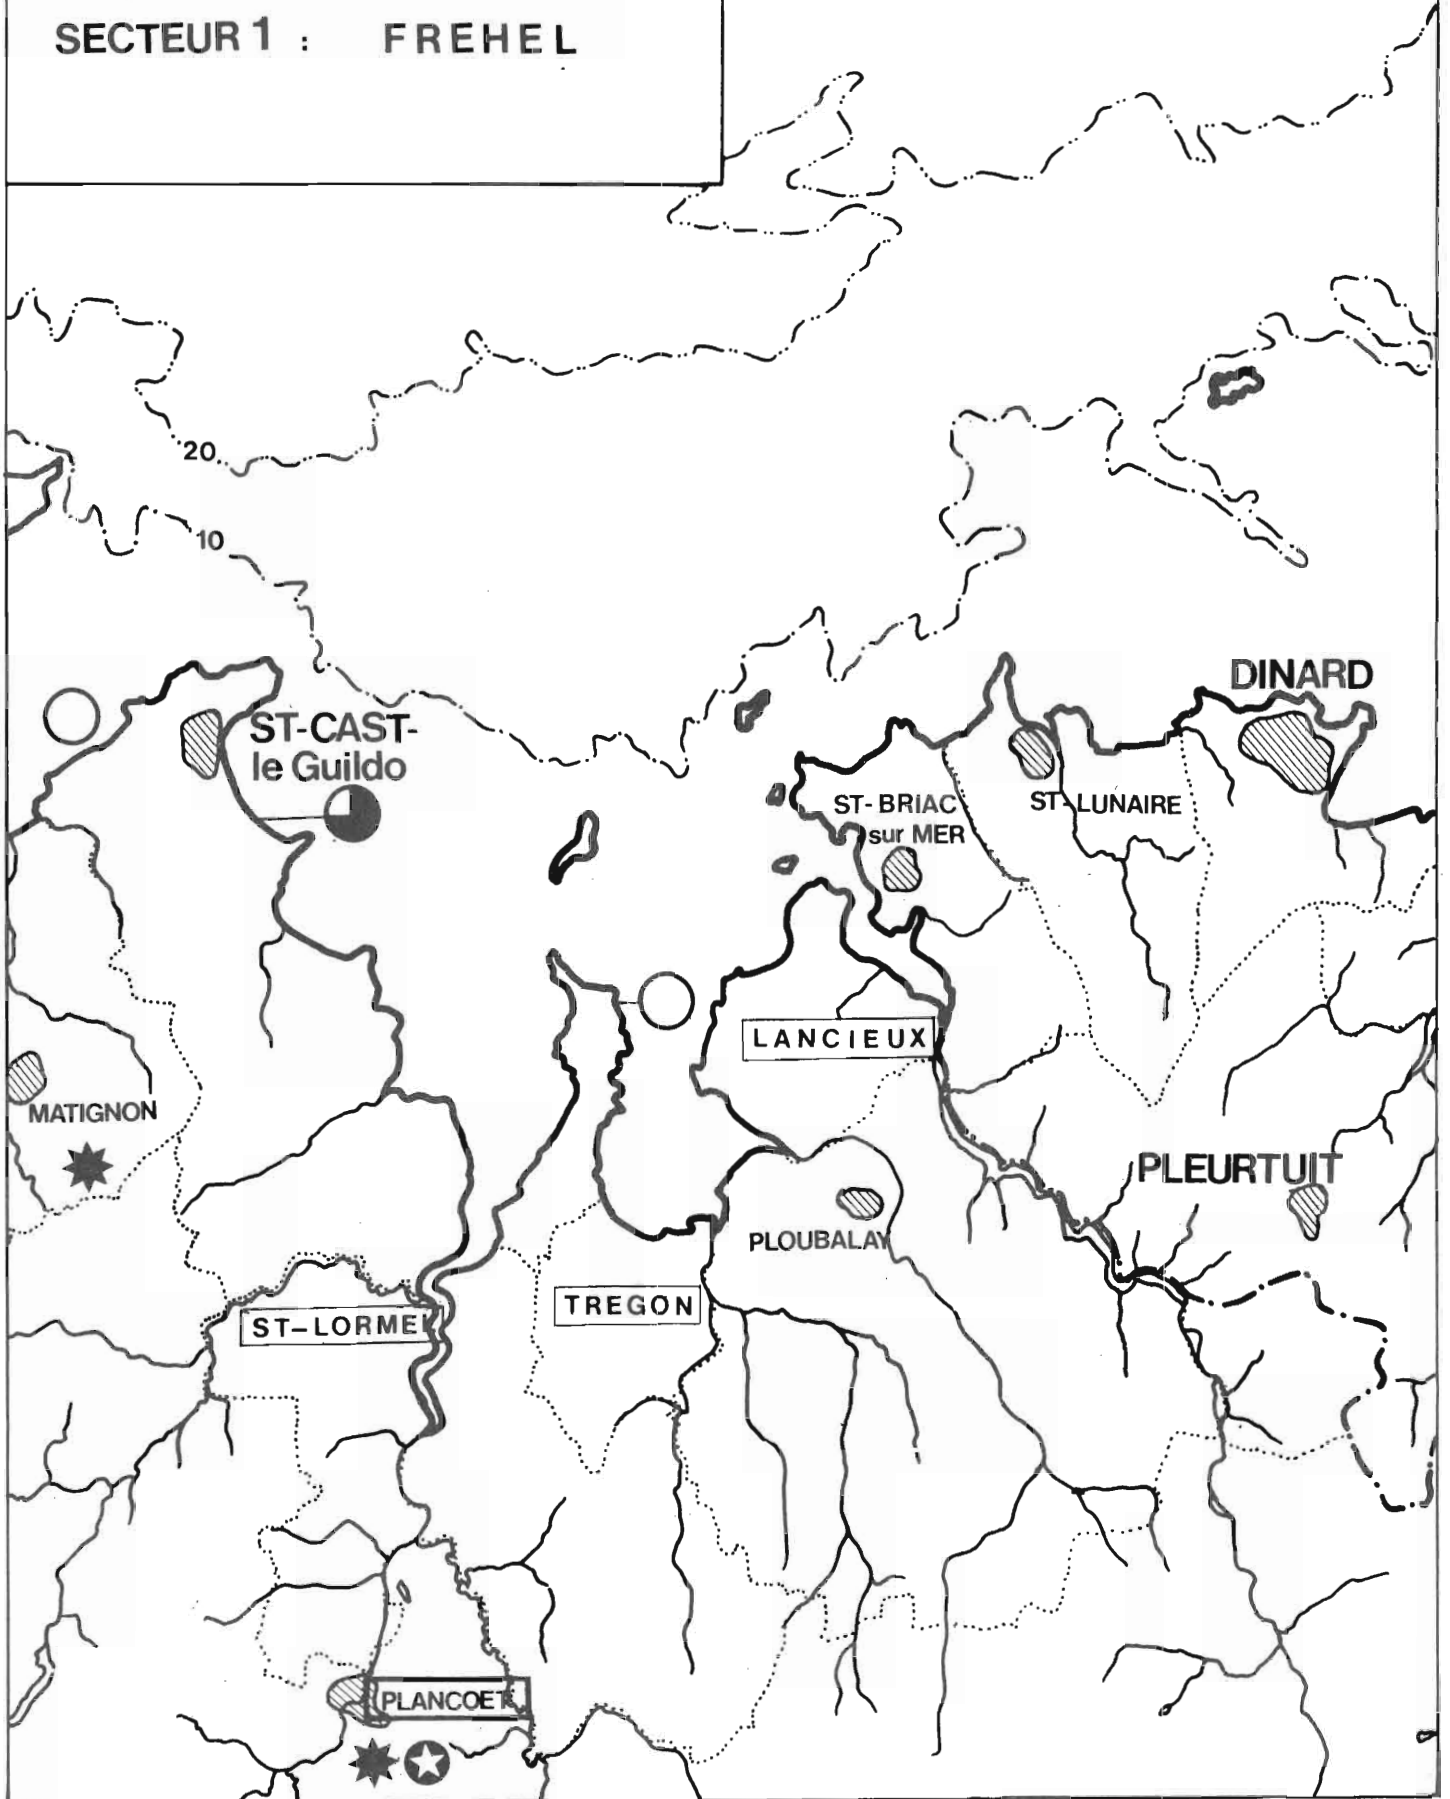 SECTEUR 1 : FREHEL
20
10
DINARD
ST-CAST-
le Guildo
ST-BRIAC
sur MER
ST-LUNAIRE
LANCIEUX
MATIGNON
PLEURTUIT
PLOUBALAY
TREGON
ST-LORMEL
PLANCOET